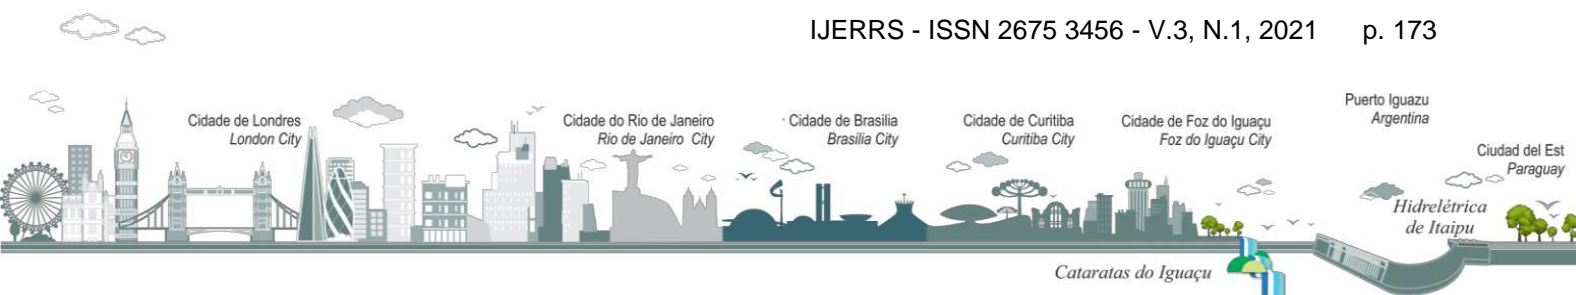 IJERRS - ISSN 2675 3456 - V.3, N.1, 2021 p. 173
Cidade de Londres
London City
Cidade do Rio de Janeiro
Rio de Janeiro City
Cidade de Brasilia
Brasilia City
Cidade de Curitiba
Curitiba City
Cidade de Foz do Iguaçu
Foz do Iguaçu City
Puerto Iguazu
Argentina
Ciudad del Est
Paraguay
Hidrelétrica
de Itaipu
Cataratas do Iguaçu